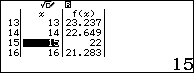 √ R
x f(x)
13 13 23.237
14 14 22.649
15 15 22
16 16 21.283
15